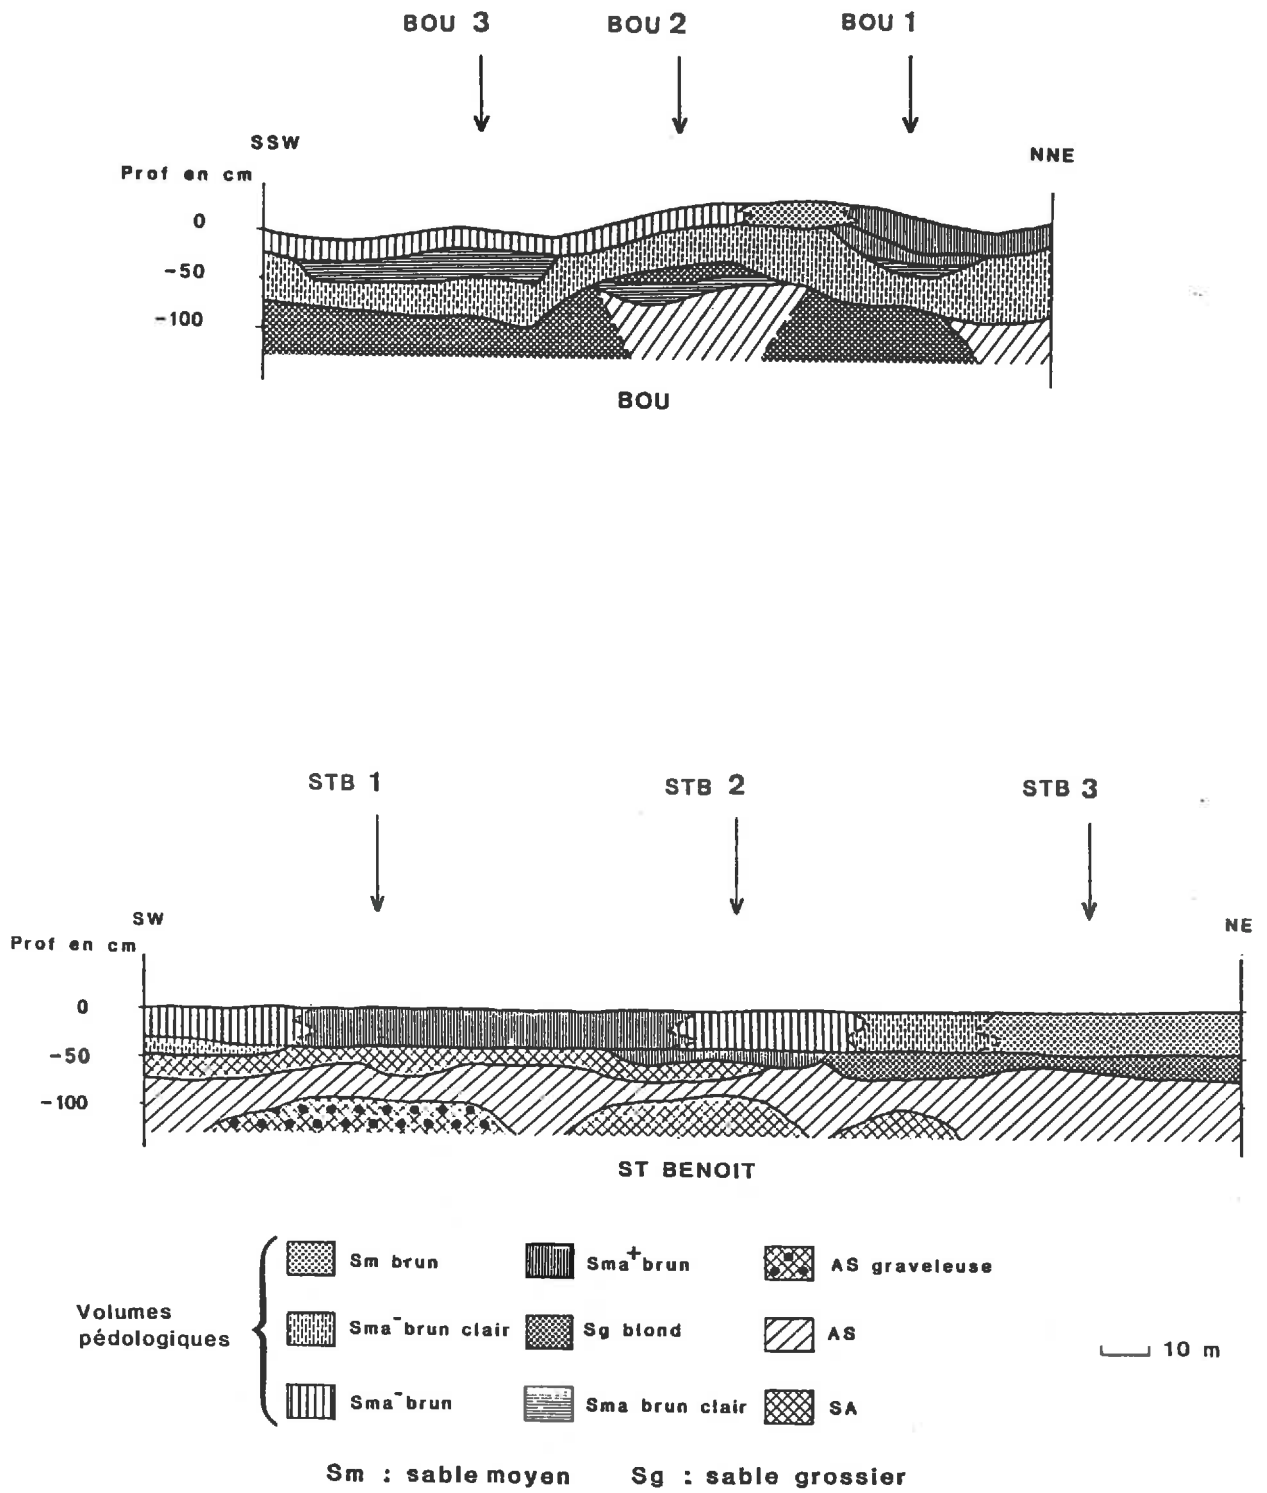 BOU 3 BOU 2 BOU 1
SSW NNE
Prof en cm
0
-50
-100
BOU
STB 1 STB 2 STB 3
SW NE
Prof en cm
0
-50
-100
ST BENOIT
Volumes
pédologiques
Sm brun Sma+ brun AS graveleuse
Sma- brun clair Sg blond AS
Sma- brun Sma brun clair SA
10 m
Sm : sable moyen Sg : sable grossier